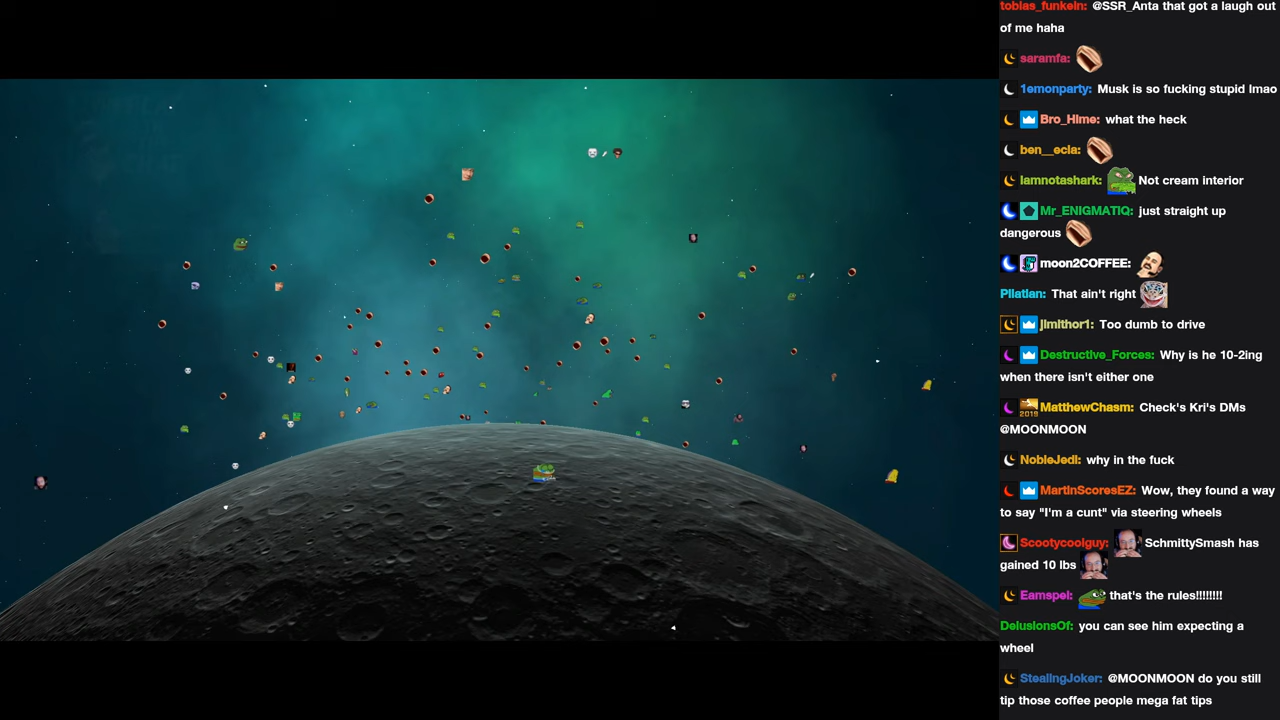 tobias_funkein: @SSR_Anta that got a laugh out
of me haha
saramfa:
1emonparty: Musk is so fucking stupid lmao
Bro_HIme: what the heck
ben__ecla:
Iamnotashark: Not cream interior
Mr_ENIGMATIQ: just straight up
dangerous
moon2COFFEE:
Pilatian: That ain't right
jimithor1: Too dumb to drive
Destructive_Forces: Why is he 10-2ing
when there isn't either one
2019 MatthewChasm: Check's Kri's DMs
@MOONMOON
NobleJedi: why in the fuck
MartinScoresEZ: Wow, they found a way
to say "I'm a cunt" via steering wheels
Scootycoolguy: SchmittySmash has
gained 10 lbs
Eamspel: that's the rules!!!!!!!!
DelusionsOf: you can see him expecting a
wheel
StealingJoker: @MOONMOON do you still
tip those coffee people mega fat tips